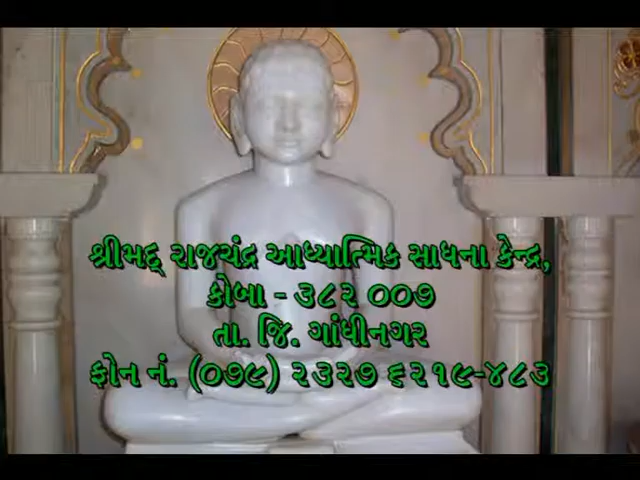 શ્રીમદ્ રાજચંદ્ર આધ્યાત્મિક સાધના કેન્દ્ર,
કોબા - ૩૮૨ ૦૦૭
તા. જિ. ગાંધીનગર
ફોન નં. (૦૭૯) ૨૩૨૭ ૬૨૧૯-૪૮૩